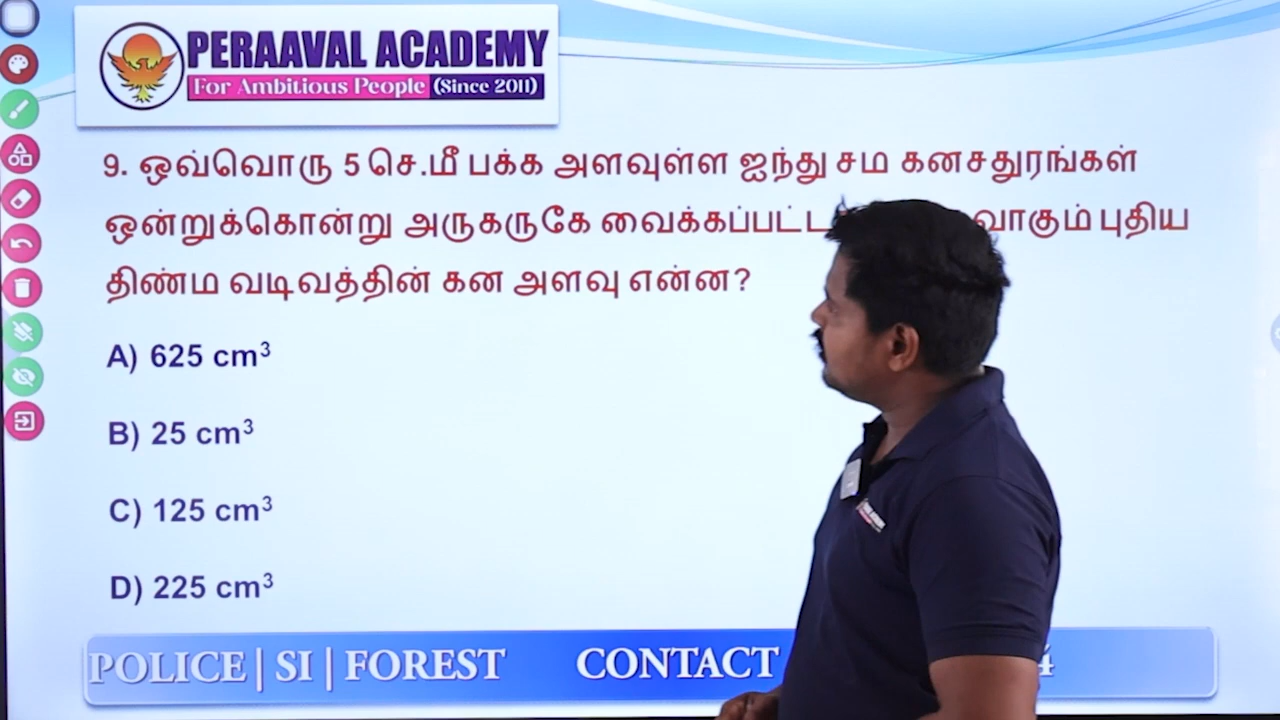 PERAAVAL ACADEMY
For Ambitious People (Since 2011)
9. ஒவ்வொரு 5 செ.மீ பக்க அளவுள்ள ஐந்து சம கனசதுரங்கள்
ஒன்றுக்கொன்று அருகருகே வைக்கப்பட்ட வாகும் புதிய
திண்ம வடிவத்தின் கன அளவு என்ன?
A) 625 cm³
B) 25 cm³
C) 125 cm³
D) 225 cm³
POLICE | SI | FOREST CONTACT 4